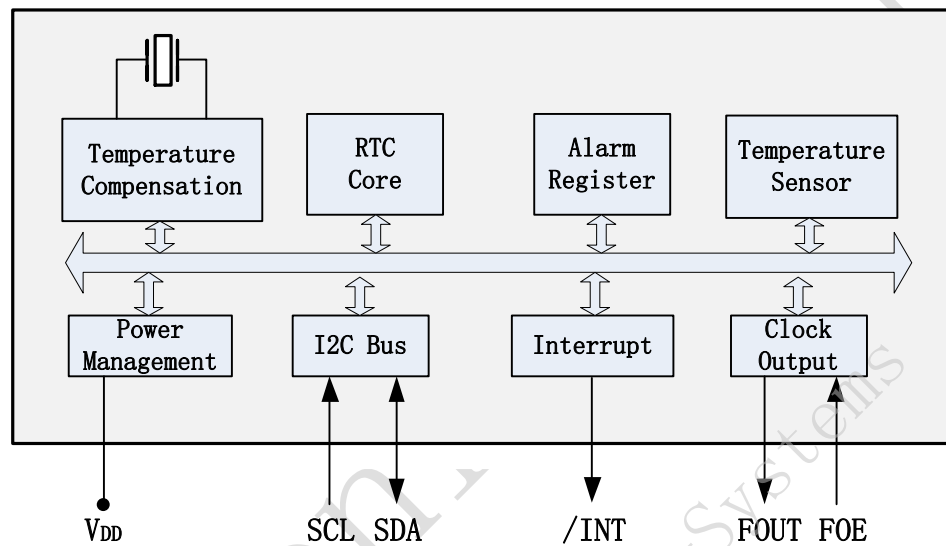 Temperature
Compensation
RTC
Core
Alarm
Register
Temperature
Sensor
Power
Management
I2C Bus
Interrupt
Clock
Output
VDD
SCL SDA
/INT
FOUT FOE
Systems